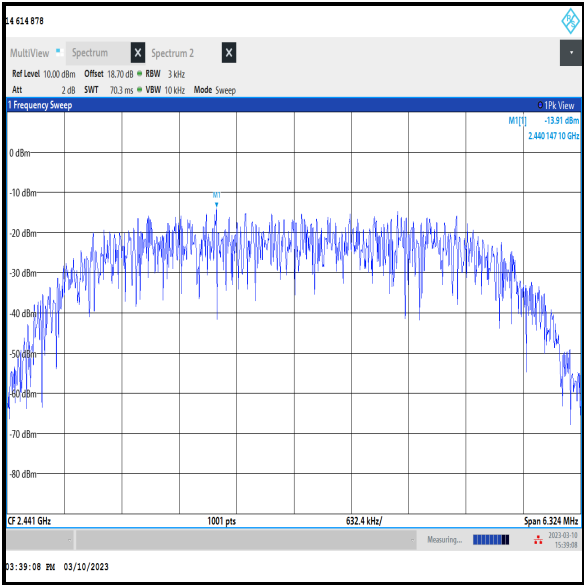 14 614 878
MultiView Spectrum X Spectrum 2 X
Ref Level 10.00 dBm Offset 18.70 dB RBW 3 kHz
Att 2 dB SWT 70.3 ms VBW 10 kHz Mode Sweep
1 Frequency Sweep 1Pk View
M1[1] -13.91 dBm
2.440 147 10 GHz
0 dBm
-10 dBm
M1
-20 dBm
-30 dBm
-40 dBm
-50 dBm
-60 dBm
-70 dBm
-80 dBm
CF 2.441 GHz 1001 pts 632.4 kHz/ Span 6.324 MHz
Measuring... 2023-03-10
15:39:08
03:39:08 PM 03/10/2023